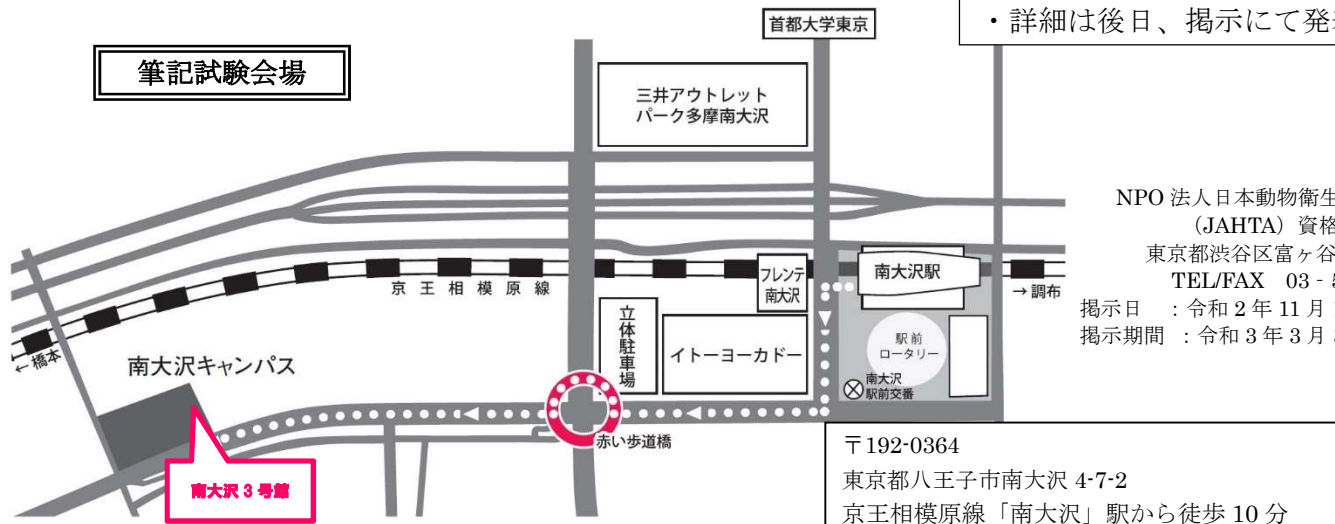 ・詳細は後日、掲示にて発
筆記試験会場
首都大学東京
三井アウトレット
パーク多摩南大沢
NPO 法人日本動物衛生
（JAHTA）資格
東京都渋谷区富ヶ谷
TEL/FAX 03 -
掲示日 ：令和 2 年 11 月
掲示期間 ：令和 3 年 3 月
京王相模原線
フレンテ
南大沢
南大沢駅
→調布
←橋本
南大沢キャンパス
立体駐車場
イトーヨーカドー
駅前
ロータリー
南大沢
駅前交番
赤い歩道橋
南大沢 3 号館
〒192-0364
東京都八王子市南大沢 4-7-2
京王相模原線「南大沢」駅から徒歩 10 分